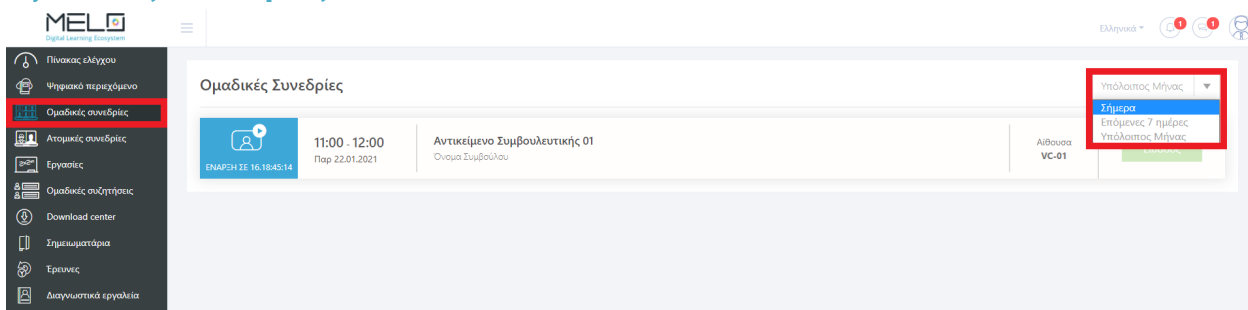 MELO
Digital Learning Ecosystem
Ελληνικά
1
1
Πίνακας ελέγχου
Ψηφιακό περιεχόμενο
Ομαδικές συνεδρίες
Ατομικές συνεδρίες
Εργασίες
Ομαδικές συζητήσεις
Download center
Σημειωματάρια
Έρευνες
Διαγνωστικά εργαλεία
Ομαδικές Συνεδρίες
Υπόλοιπος Μήνας
Σήμερα
Επόμενες 7 ημέρες
Υπόλοιπος Μήνας
ΕΝΑΡΞΗ ΣΕ 16.18:45:14
11:00 - 12:00
Παρ 22.01.2021
Αντικείμενο Συμβουλευτικής 01
Όνομα Συμβούλου
Αίθουσα
VC-01